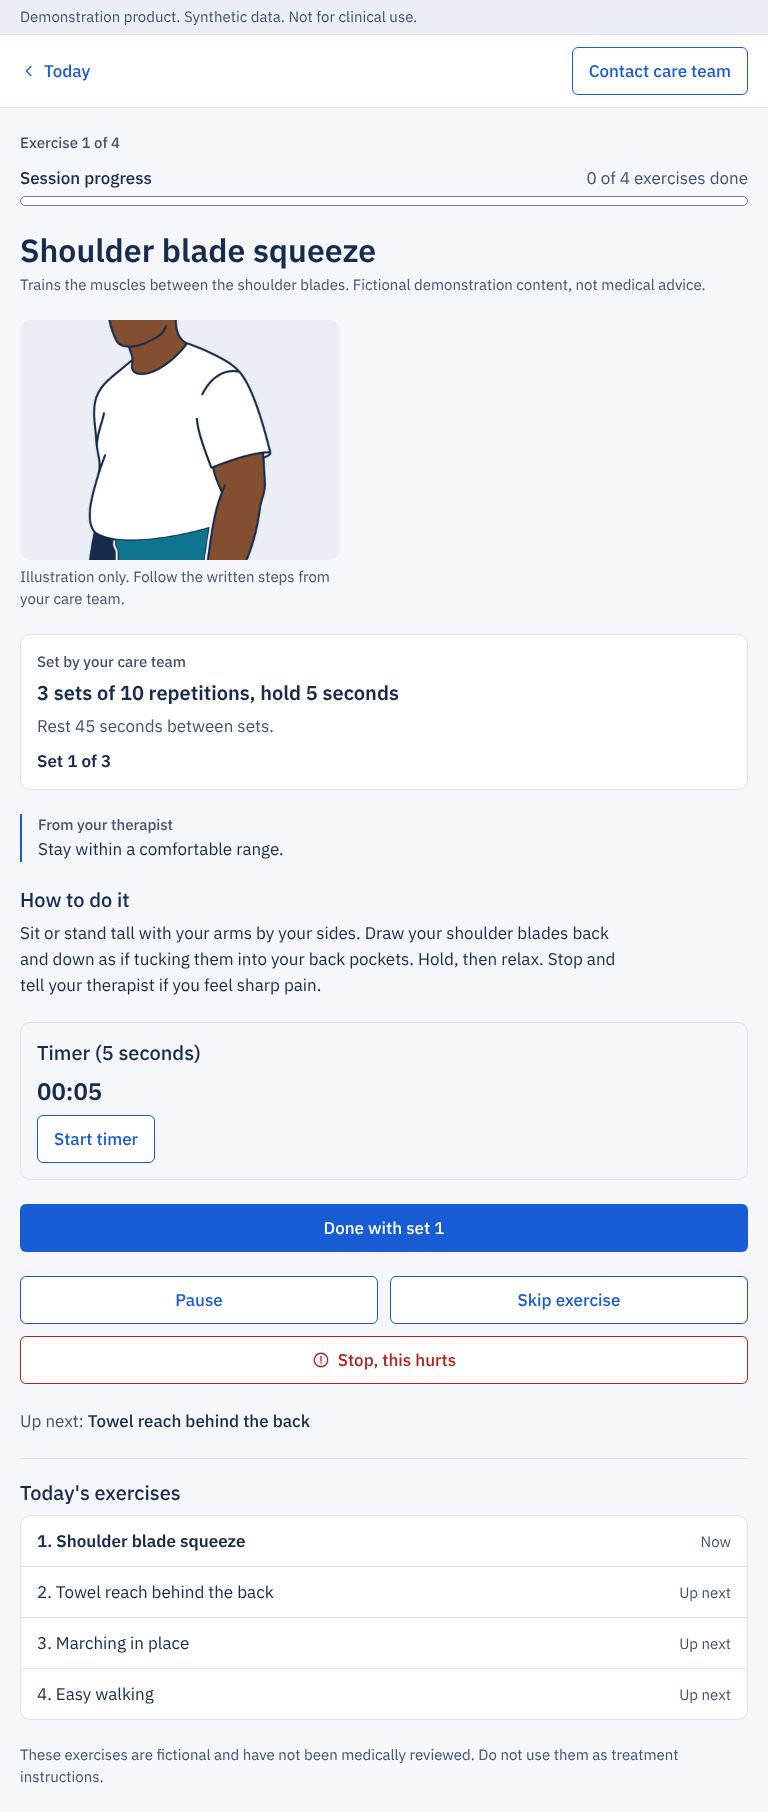 Demonstration product. Synthetic data. Not for clinical use.
Today
Contact care team
Exercise 1 of 4
Session progress
0 of 4 exercises done
Shoulder blade squeeze
Trains the muscles between the shoulder blades. Fictional demonstration content, not medical advice.
Illustration only. Follow the written steps from
your care team.
Set by your care team
3 sets of 10 repetitions, hold 5 seconds
Rest 45 seconds between sets.
Set 1 of 3
From your therapist
Stay within a comfortable range.
How to do it
Sit or stand tall with your arms by your sides. Draw your shoulder blades back
and down as if tucking them into your back pockets. Hold, then relax. Stop and
tell your therapist if you feel sharp pain.
Timer (5 seconds)
00:05
Start timer
Done with set 1
Pause
Skip exercise
Stop, this hurts
Up next: Towel reach behind the back
Today's exercises
1. Shoulder blade squeeze
Now
2. Towel reach behind the back
Up next
3. Marching in place
Up next
4. Easy walking
Up next
These exercises are fictional and have not been medically reviewed. Do not use them as treatment
instructions.